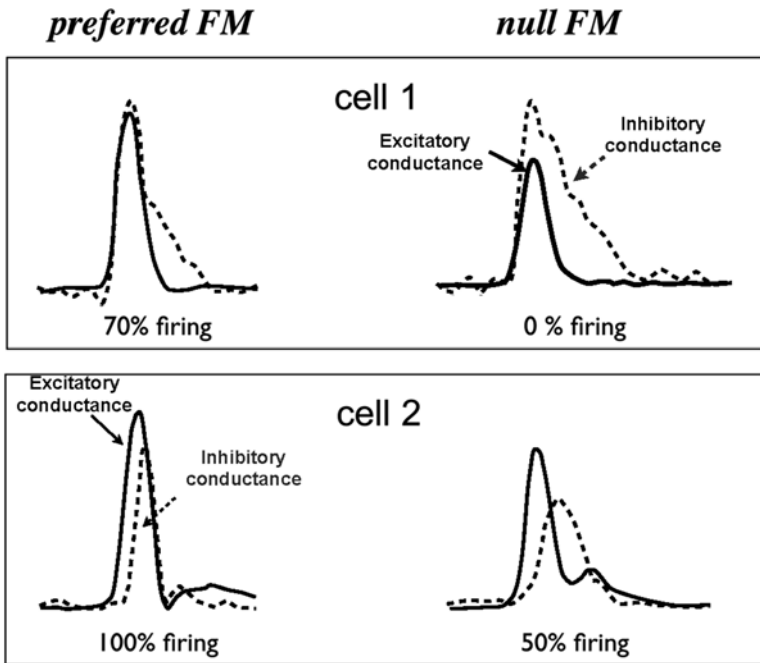 preferred FM
null FM
cell 1
Excitatory
conductance
Inhibitory
conductance
70% firing
0 % firing
Excitatory
conductance
cell 2
Inhibitory
conductance
100% firing
50% firing